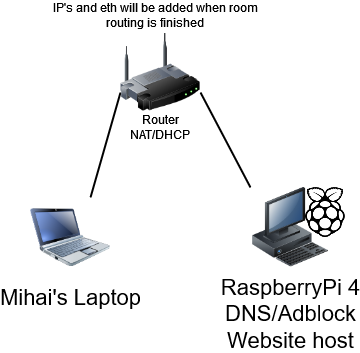 IP's and eth will be added when room
routing is finished
Router
NAT/DHCP
Mihai's Laptop
RaspberryPi 4
DNS/Adblock
Website host